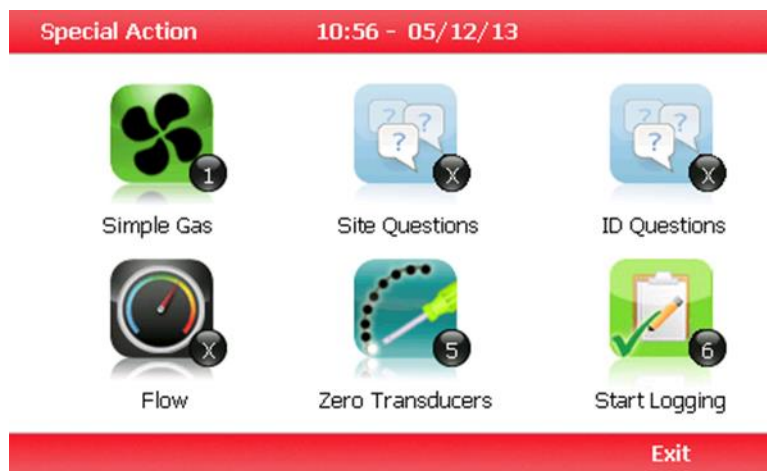 Special Action 10:56 - 05/12/13
? ? ? ? ? ?
1 X X
Simple Gas Site Questions ID Questions
X 5 6
Flow Zero Transducers Start Logging
Exit